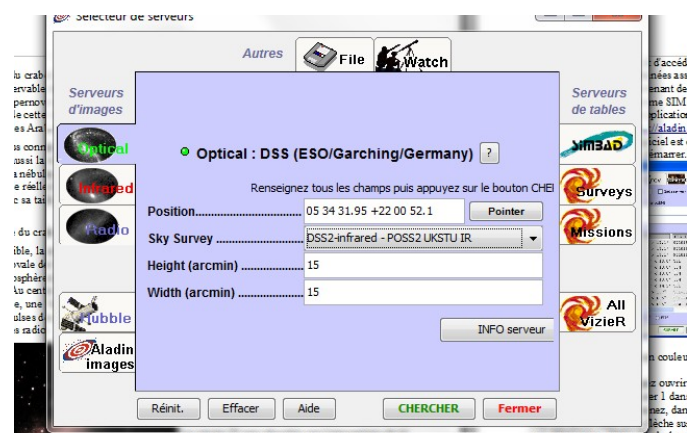 Sélecteur de serveurs
Autres
File
Watch
Serveurs
d'images
Serveurs
de tables
Optical
Infrared
Radio
Hubble
Aladin
images
Optical : DSS (ESO/Garching/Germany) ?
Renseignez tous les champs puis appuyez sur le bouton CHE
Position
05 34 31.95 +22 00 52.1
Pointer
Sky Survey
DSS2-infrared - POSS2 UKSTU IR
Height (arcmin)
15
Width (arcmin)
15
INFO serveur
SIMBAD
Surveys
Missions
All
VizieR
Réinit.
Effacer
Aide
CHERCHER
Fermer